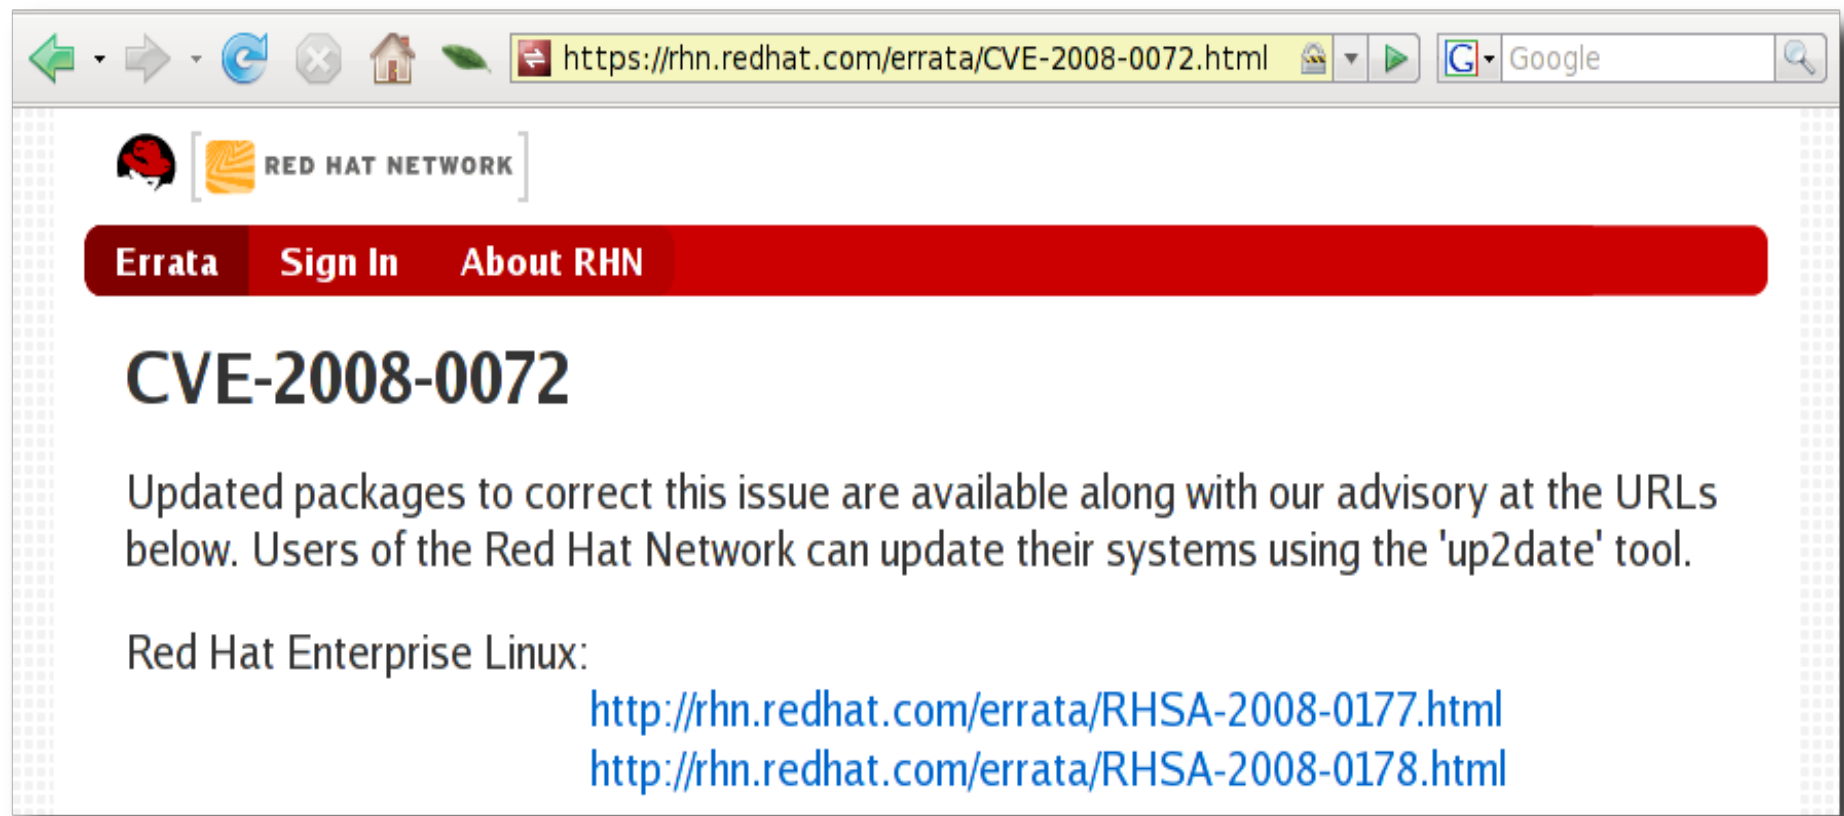 https://rhn.redhat.com/errata/CVE-2008-0072.html G Google
RED HAT NETWORK
Errata Sign In About RHN
CVE-2008-0072
Updated packages to correct this issue are available along with our advisory at the URLs
below. Users of the Red Hat Network can update their systems using the 'up2date' tool.
Red Hat Enterprise Linux:
http://rhn.redhat.com/errata/RHSA-2008-0177.html
http://rhn.redhat.com/errata/RHSA-2008-0178.html